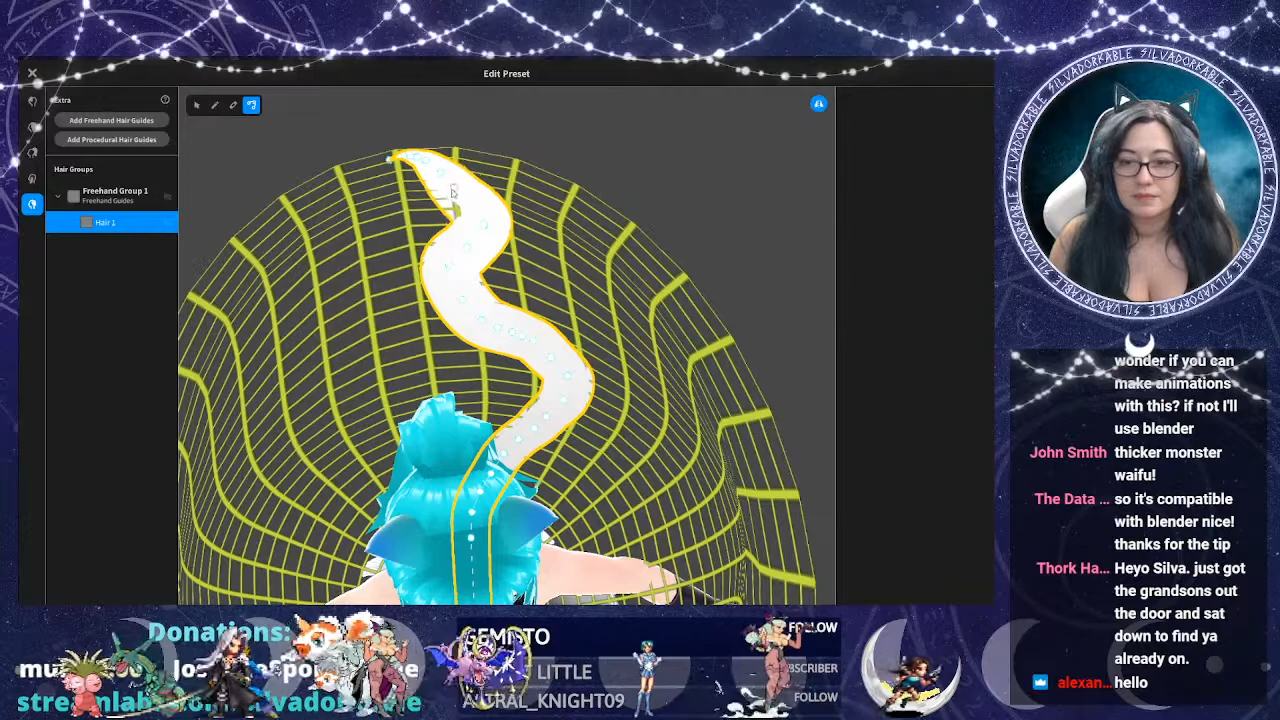 Edit Preset
Extra
Add Freehand Hair Guides
Add Procedural Hair Guides
Hair Groups
Freehand Group 1
Freehand Guides
Hair 1
SILVADORKABLE SILVADORKABLE SILVADORKABLE
wonder if you can
make animations
with this? if not I'll
use blender
John Smith thicker monster
waifu!
The Data ... so it's compatible
with blender nice!
thanks for the tip
Thork Ha... Heyo Silva. just got
the grandsons out
the door and sat
down to find ya
already on.
alexan... hello
Donations:
FOLLOW
LITTLE
FOLLOW